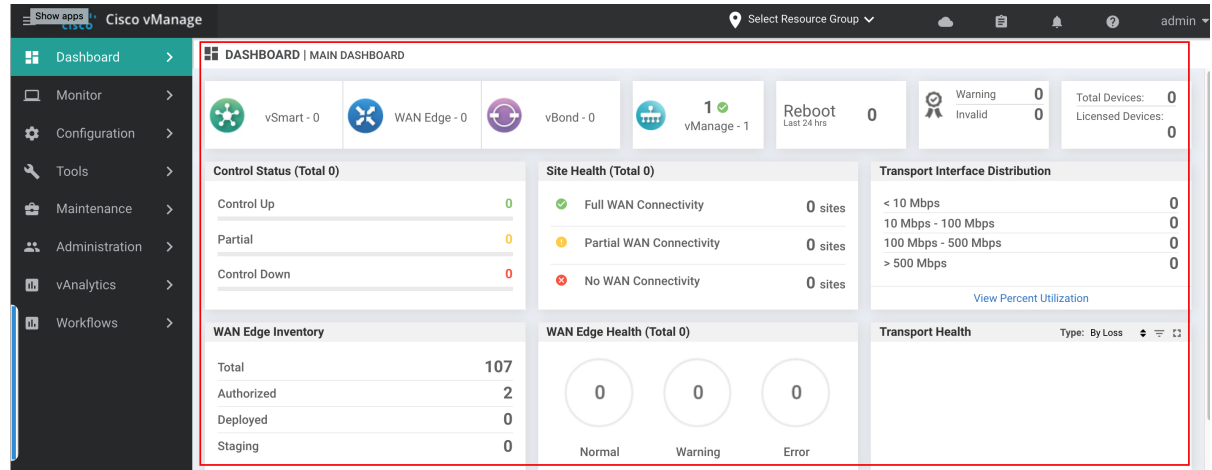 Show apps
cisco
Cisco vManage
Select Resource Group
admin
Dashboard
Monitor
Configuration
Tools
Maintenance
Administration
vAnalytics
Workflows
DASHBOARD | MAIN DASHBOARD
vSmart - 0
WAN Edge - 0
vBond - 0
1
vManage - 1
Reboot
Last 24 hrs
0
Warning 0
Invalid 0
Total Devices: 0
Licensed Devices:
0
Control Status (Total 0)
Control Up 0
Partial 0
Control Down 0
Site Health (Total 0)
Full WAN Connectivity 0 sites
Partial WAN Connectivity 0 sites
No WAN Connectivity 0 sites
Transport Interface Distribution
< 10 Mbps 0
10 Mbps - 100 Mbps 0
100 Mbps - 500 Mbps 0
> 500 Mbps 0
View Percent Utilization
WAN Edge Inventory
Total 107
Authorized 2
Deployed 0
Staging 0
WAN Edge Health (Total 0)
0 0 0
Normal Warning Error
Transport Health Type: By Loss